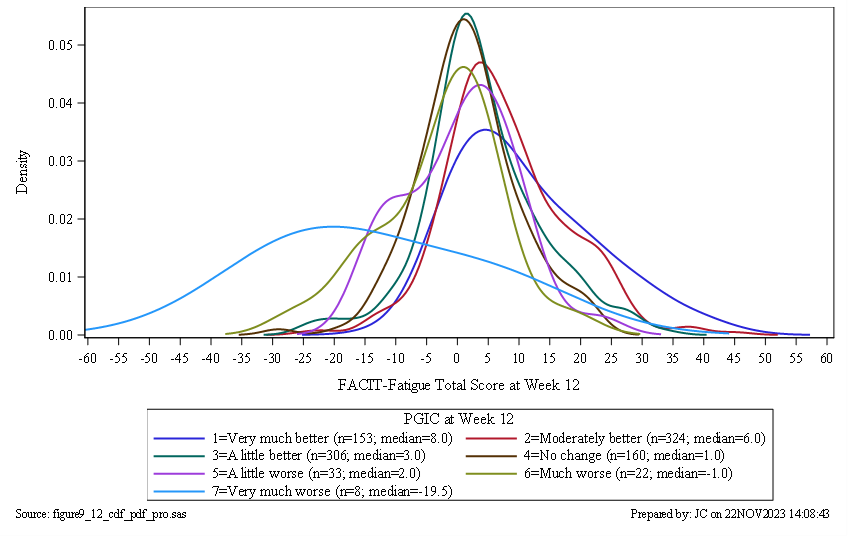 0.05
0.04
0.03
0.02
0.01
0.00
Density
-60 -55 -50 -45 -40 -35 -30 -25 -20 -15 -10 -5 0 5 10 15 20 25 30 35 40 45 50 55 60
FACIT-Fatigue Total Score at Week 12
PGIC at Week 12
1=Very much better (n=153; median=8.0) 2=Moderately better (n=324; median=6.0)
3=A little better (n=306; median=3.0) 4=No change (n=160; median=1.0)
5=A little worse (n=33; median=2.0) 6=Much worse (n=22; median=-1.0)
7=Very much worse (n=8; median=-19.5)
Source: figure9_12_cdf_pdf_pro.sas Prepared by: JC on 22NOV2023 14:08:43